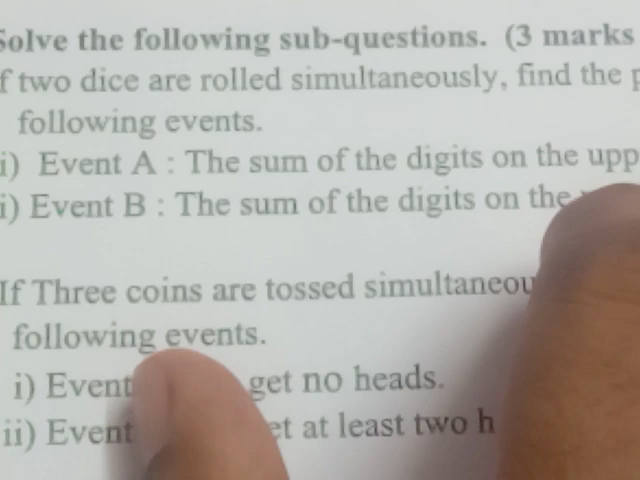 Solve the following sub-questions. (3 marks
f two dice are rolled simultaneously, find the p
following events.
i) Event A : The sum of the digits on the upp
i) Event B : The sum of the digits on the
If Three coins are tossed simultaneou
following events.
i) Event get no heads.
ii) Event et at least two h